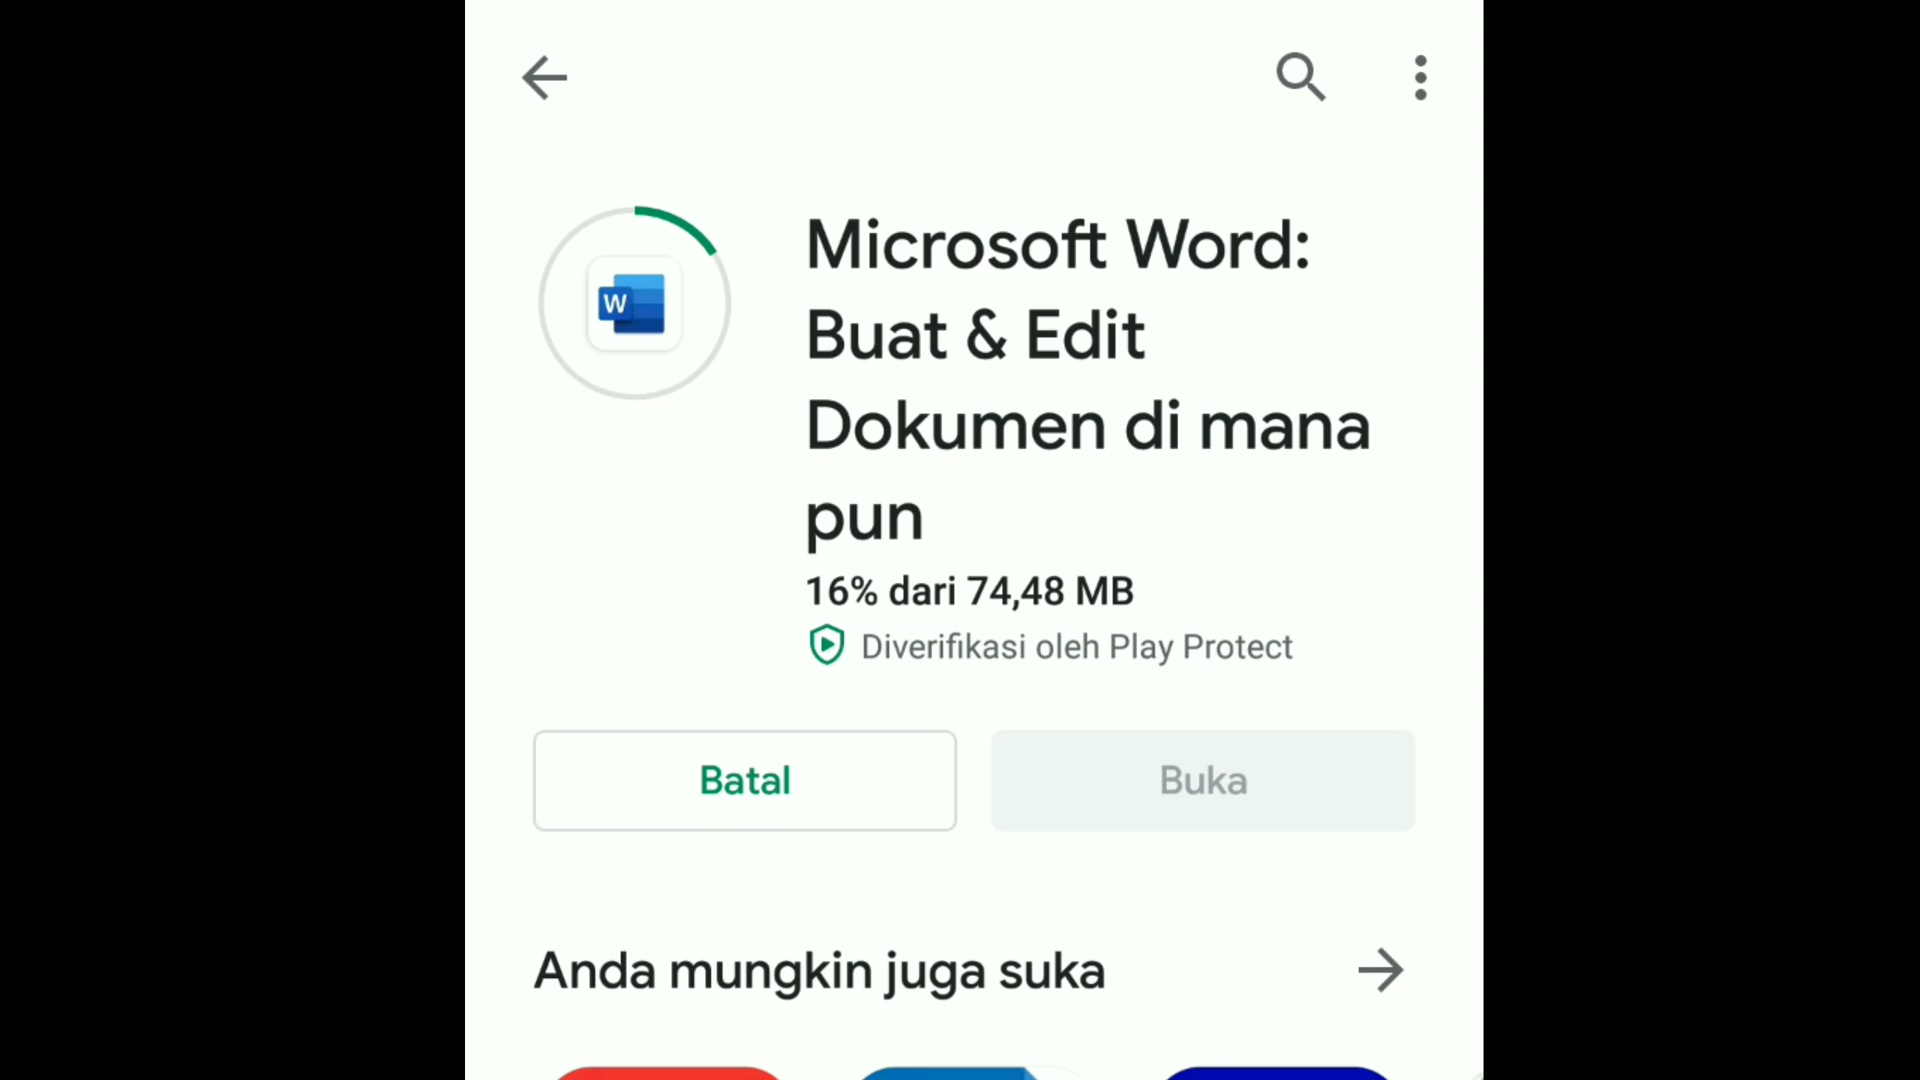 Microsoft Word:
Buat & Edit
Dokumen di mana
pun
W
16% dari 74,48 MB
Diverifikasi oleh Play Protect
Batal
Buka
Anda mungkin juga suka